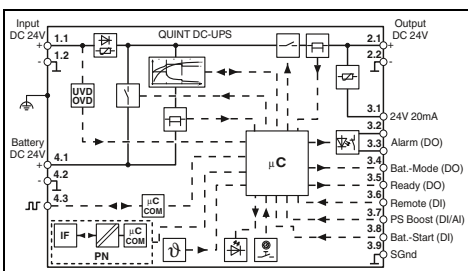 Input
DC 24V
QUINT DC-UPS
Output
DC 24V
1.1
+
1.2
-
2.1
+
2.2
-
UVD
OVD
3.1
24V 20mA
3.2
3.3
Alarm (DO)
Battery
DC 24V
4.1
+
4.2
-
4.3
µC
3.4
Bat.-Mode (DO)
3.5
Ready (DO)
3.6
Remote (DI)
3.7
PS Boost (DI/AI)
3.8
Bat.-Start (DI)
3.9
SGnd
µC
COM
IF
µC
COM
PN
ϑ